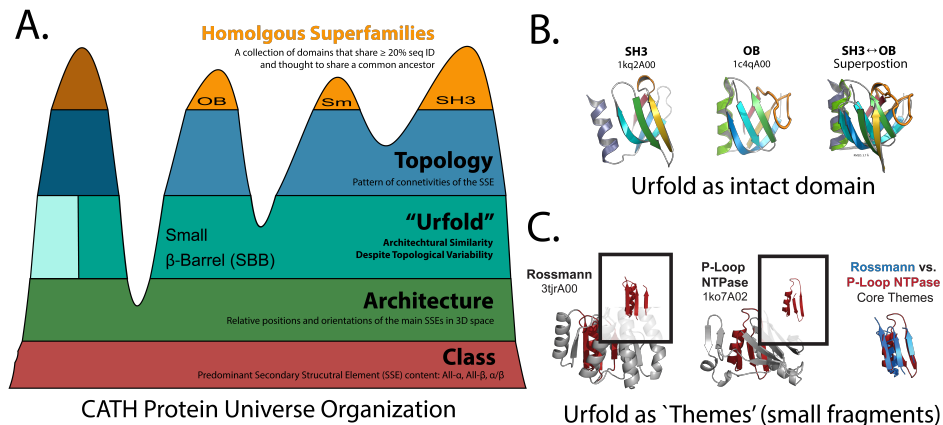 A.
Homolgous Superfamilies
A collection of domains that share ≥ 20% seq ID
and thought to share a common ancestor
OB
Sm
SH3
Topology
Pattern of connetivities of the SSE
"Urfold"
Architechtural Similarity
Despite Topological Variability
Small
β-Barrel (SBB)
Architecture
Relative positions and orientations of the main SSEs in 3D space
Class
Predominant Secondary Strucutral Element (SSE) content: All-α, All-β, α/β
CATH Protein Universe Organization
B.
SH3
1kq2A00
OB
1c4qA00
SH3↔OB
Superpostion
Urfold as intact domain
C.
Rossmann
3tjrA00
P-Loop
NTPase
1ko7A02
Rossmann vs.
P-Loop NTPase
Core Themes
Urfold as `Themes' (small fragments)